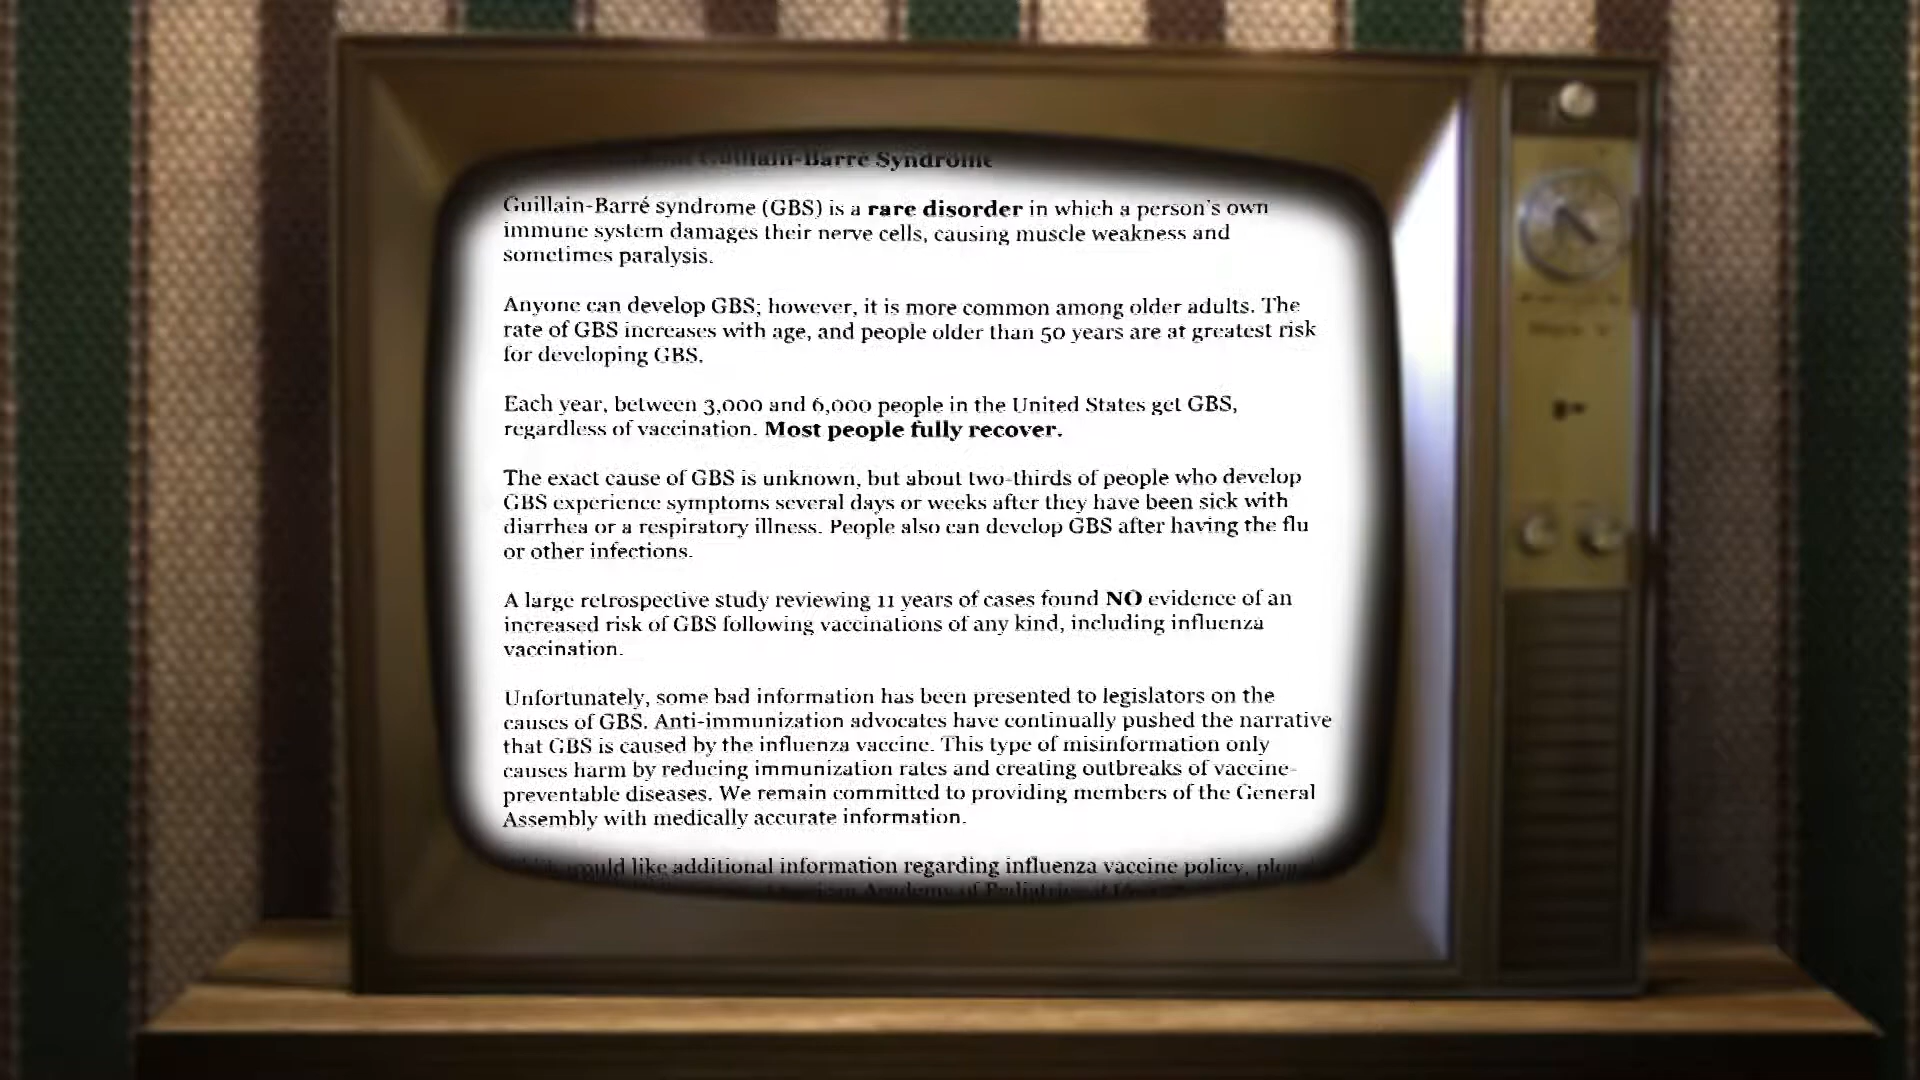 Guillain-Barré Syndrome
Guillain-Barré syndrome (GBS) is a rare disorder in which a person's own
immune system damages their nerve cells, causing muscle weakness and
sometimes paralysis.
Anyone can develop GBS; however, it is more common among older adults. The
rate of GBS increases with age, and people older than 50 years are at greatest risk
for developing GBS.
Each year, between 3,000 and 6,000 people in the United States get GBS,
regardless of vaccination. Most people fully recover.
The exact cause of GBS is unknown, but about two-thirds of people who develop
GBS experience symptoms several days or weeks after they have been sick with
diarrhea or a respiratory illness. People also can develop GBS after having the flu
or other infections.
A large retrospective study reviewing 11 years of cases found NO evidence of an
increased risk of GBS following vaccinations of any kind, including influenza
vaccination.
Unfortunately, some bad information has been presented to legislators on the
causes of GBS. Anti-immunization advocates have continually pushed the narrative
that GBS is caused by the influenza vaccine. This type of misinformation only
causes harm by reducing immunization rates and creating outbreaks of vaccine-
preventable diseases. We remain committed to providing members of the General
Assembly with medically accurate information.
would like additional information regarding influenza vaccine policy,
Academy of